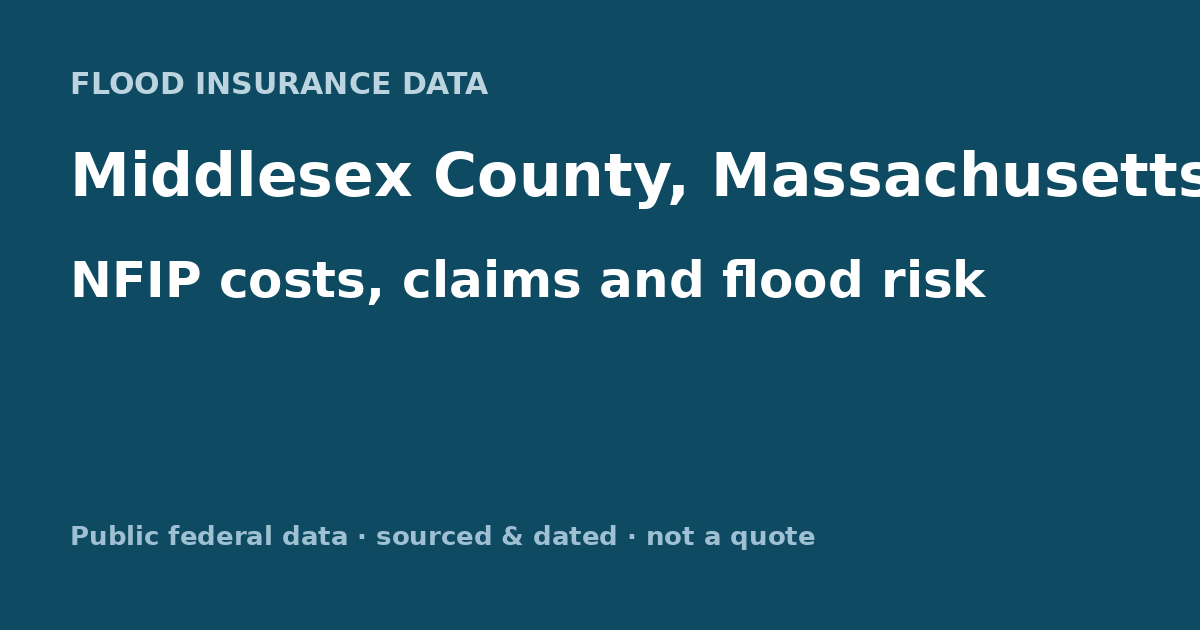 FLOOD INSURANCE DATA
Middlesex County, Massachusetts
NFIP costs, claims and flood risk
Public federal data · sourced & dated · not a quote